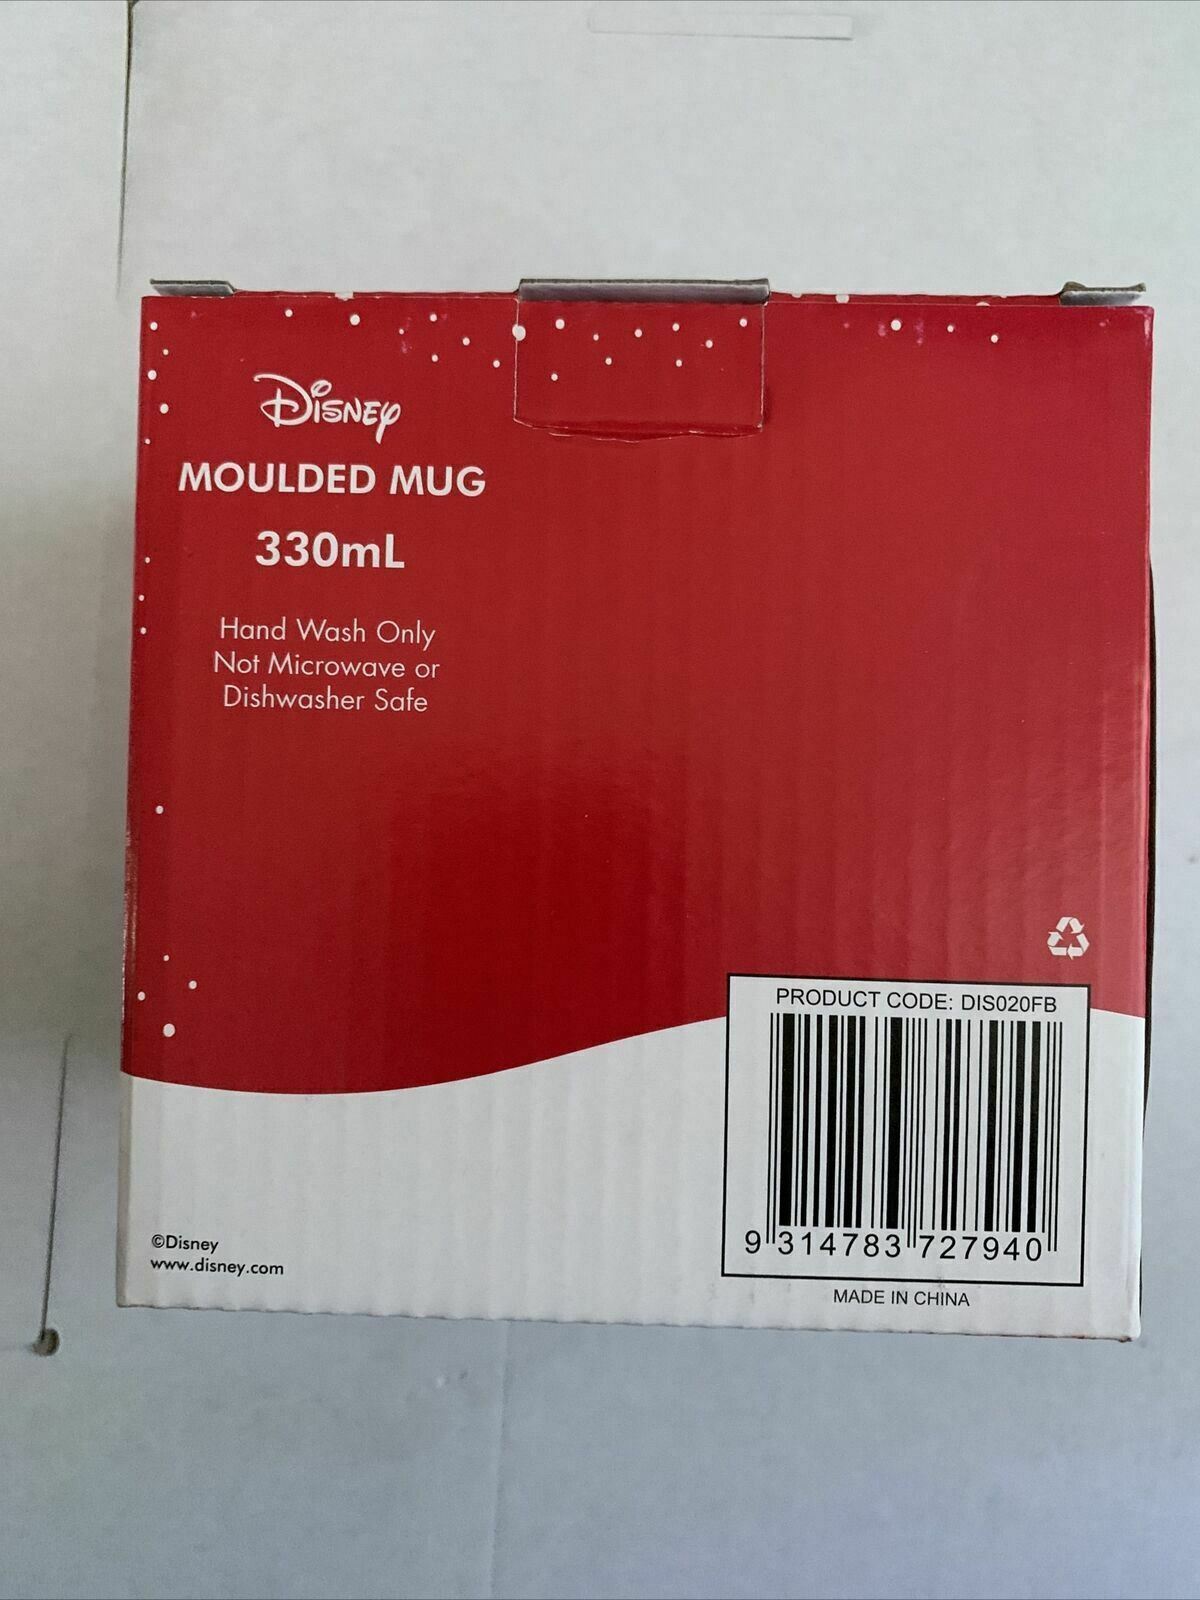 Disney
MOULDED MUG
330mL
Hand Wash Only
Not Microwave or
Dishwasher Safe
PRODUCT CODE: DIS020FB
9 314783 727940
MADE IN CHINA
©Disney
www.disney.com